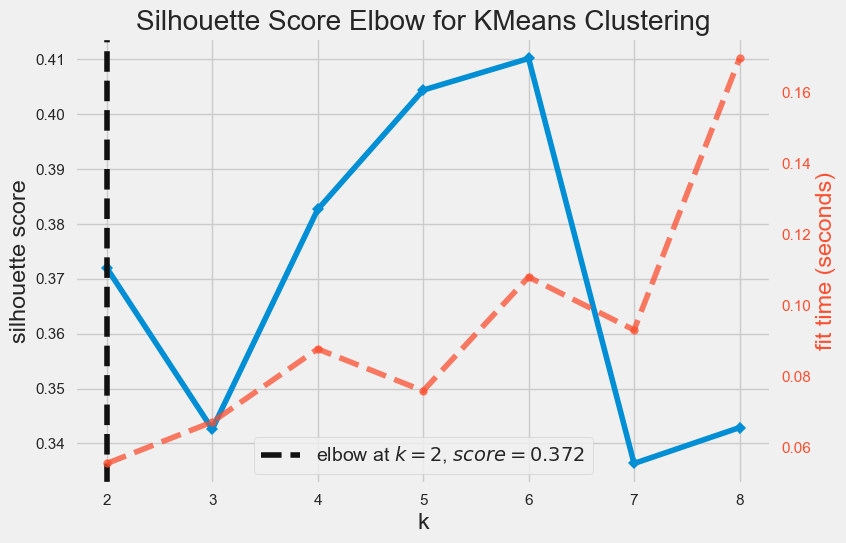 Silhouette Score Elbow for KMeans Clustering
silhouette score
0.41
0.40
0.39
0.38
0.37
0.36
0.35
0.34
elbow at k = 2, score = 0.372
2 3 4 5 6 7 8
k
0.16
0.14
0.12
0.10
0.08
0.06
fit time (seconds)